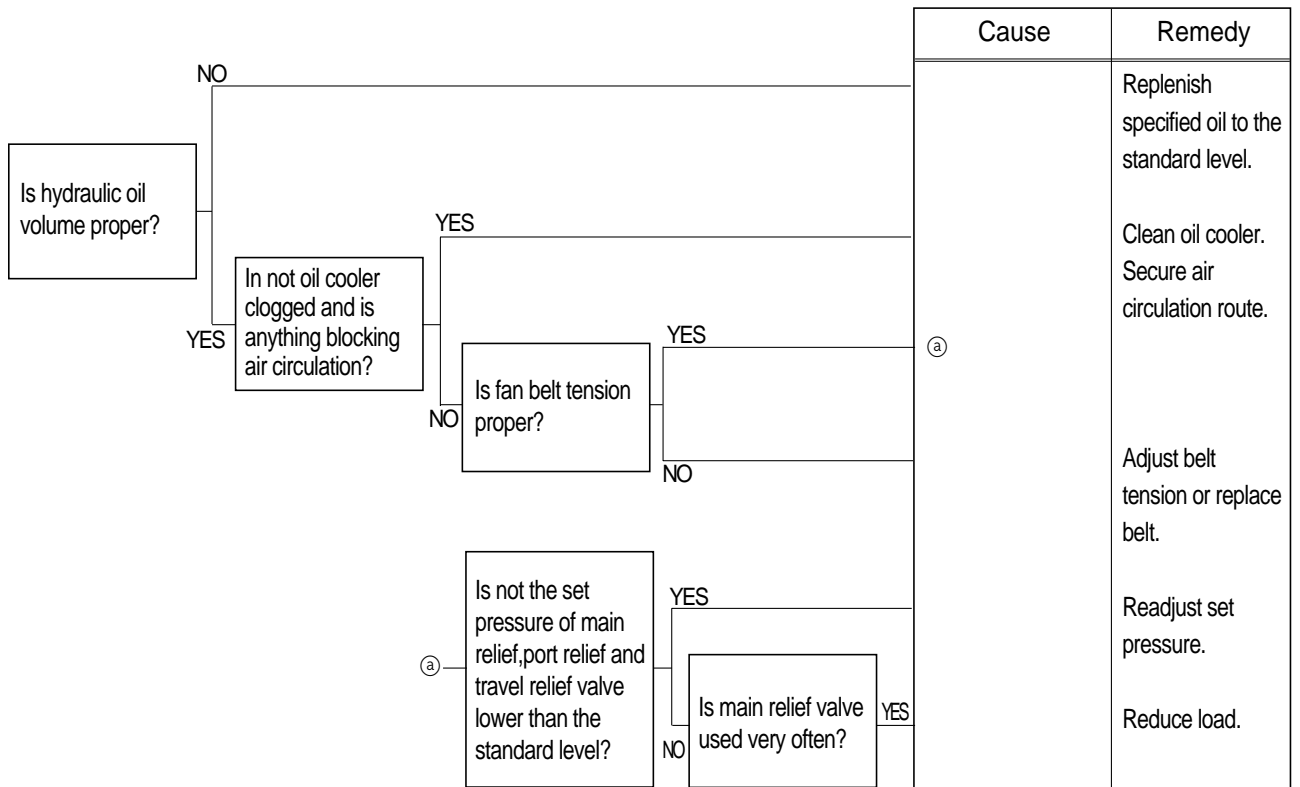 Cause
Remedy
NO
Replenish
specified oil to the
standard level.
Is hydraulic oil
volume proper?
YES
Clean oil cooler.
Secure air
circulation route.
In not oil cooler
clogged and is
anything blocking
air circulation?
YES
YES
ⓐ
Is fan belt tension
proper?
NO
NO
Adjust belt
tension or replace
belt.
Is not the set
pressure of main
relief,port relief and
travel relief valve
lower than the
standard level?
ⓐ
YES
Readjust set
pressure.
Is main relief valve
used very often?
NO
YES
Reduce load.